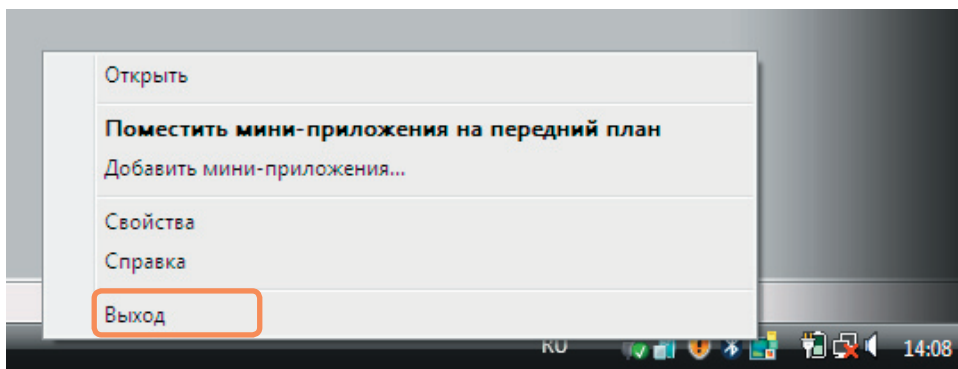 Открыть
Поместить мини-приложения на передний план
Добавить мини-приложения...
Свойства
Справка
Выход
RU 14:08